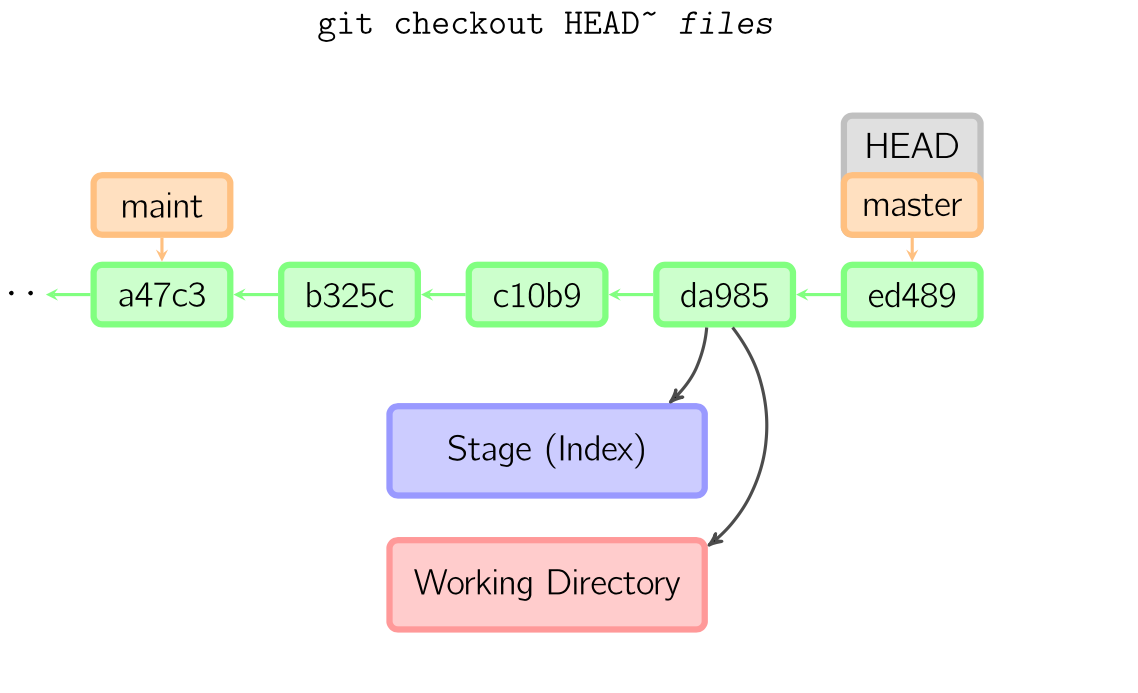 git checkout HEAD~ files
HEAD
maint
master
..
a47c3
b325c
c10b9
da985
ed489
Stage (Index)
Working Directory